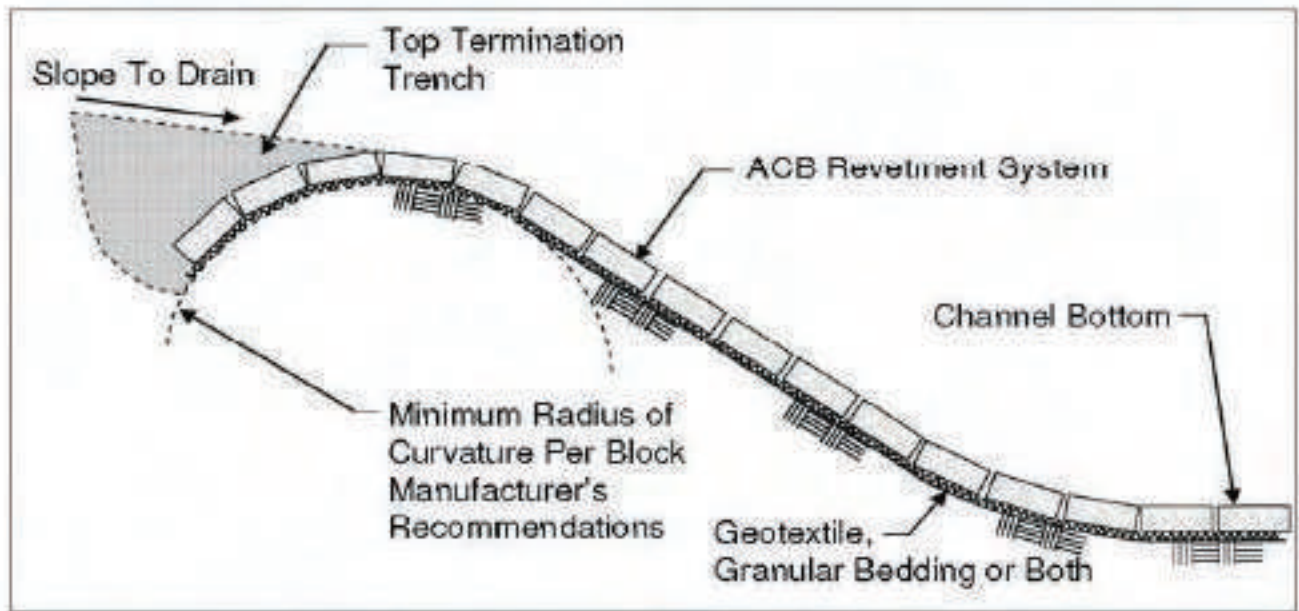 Top Termination
Trench
Slope To Drain
ACB Revetment System
Channel Bottom
Minimum Radius of
Curvature Per Block
Manufacturer's
Recommendations
Geotextile,
Granular Bedding or Both